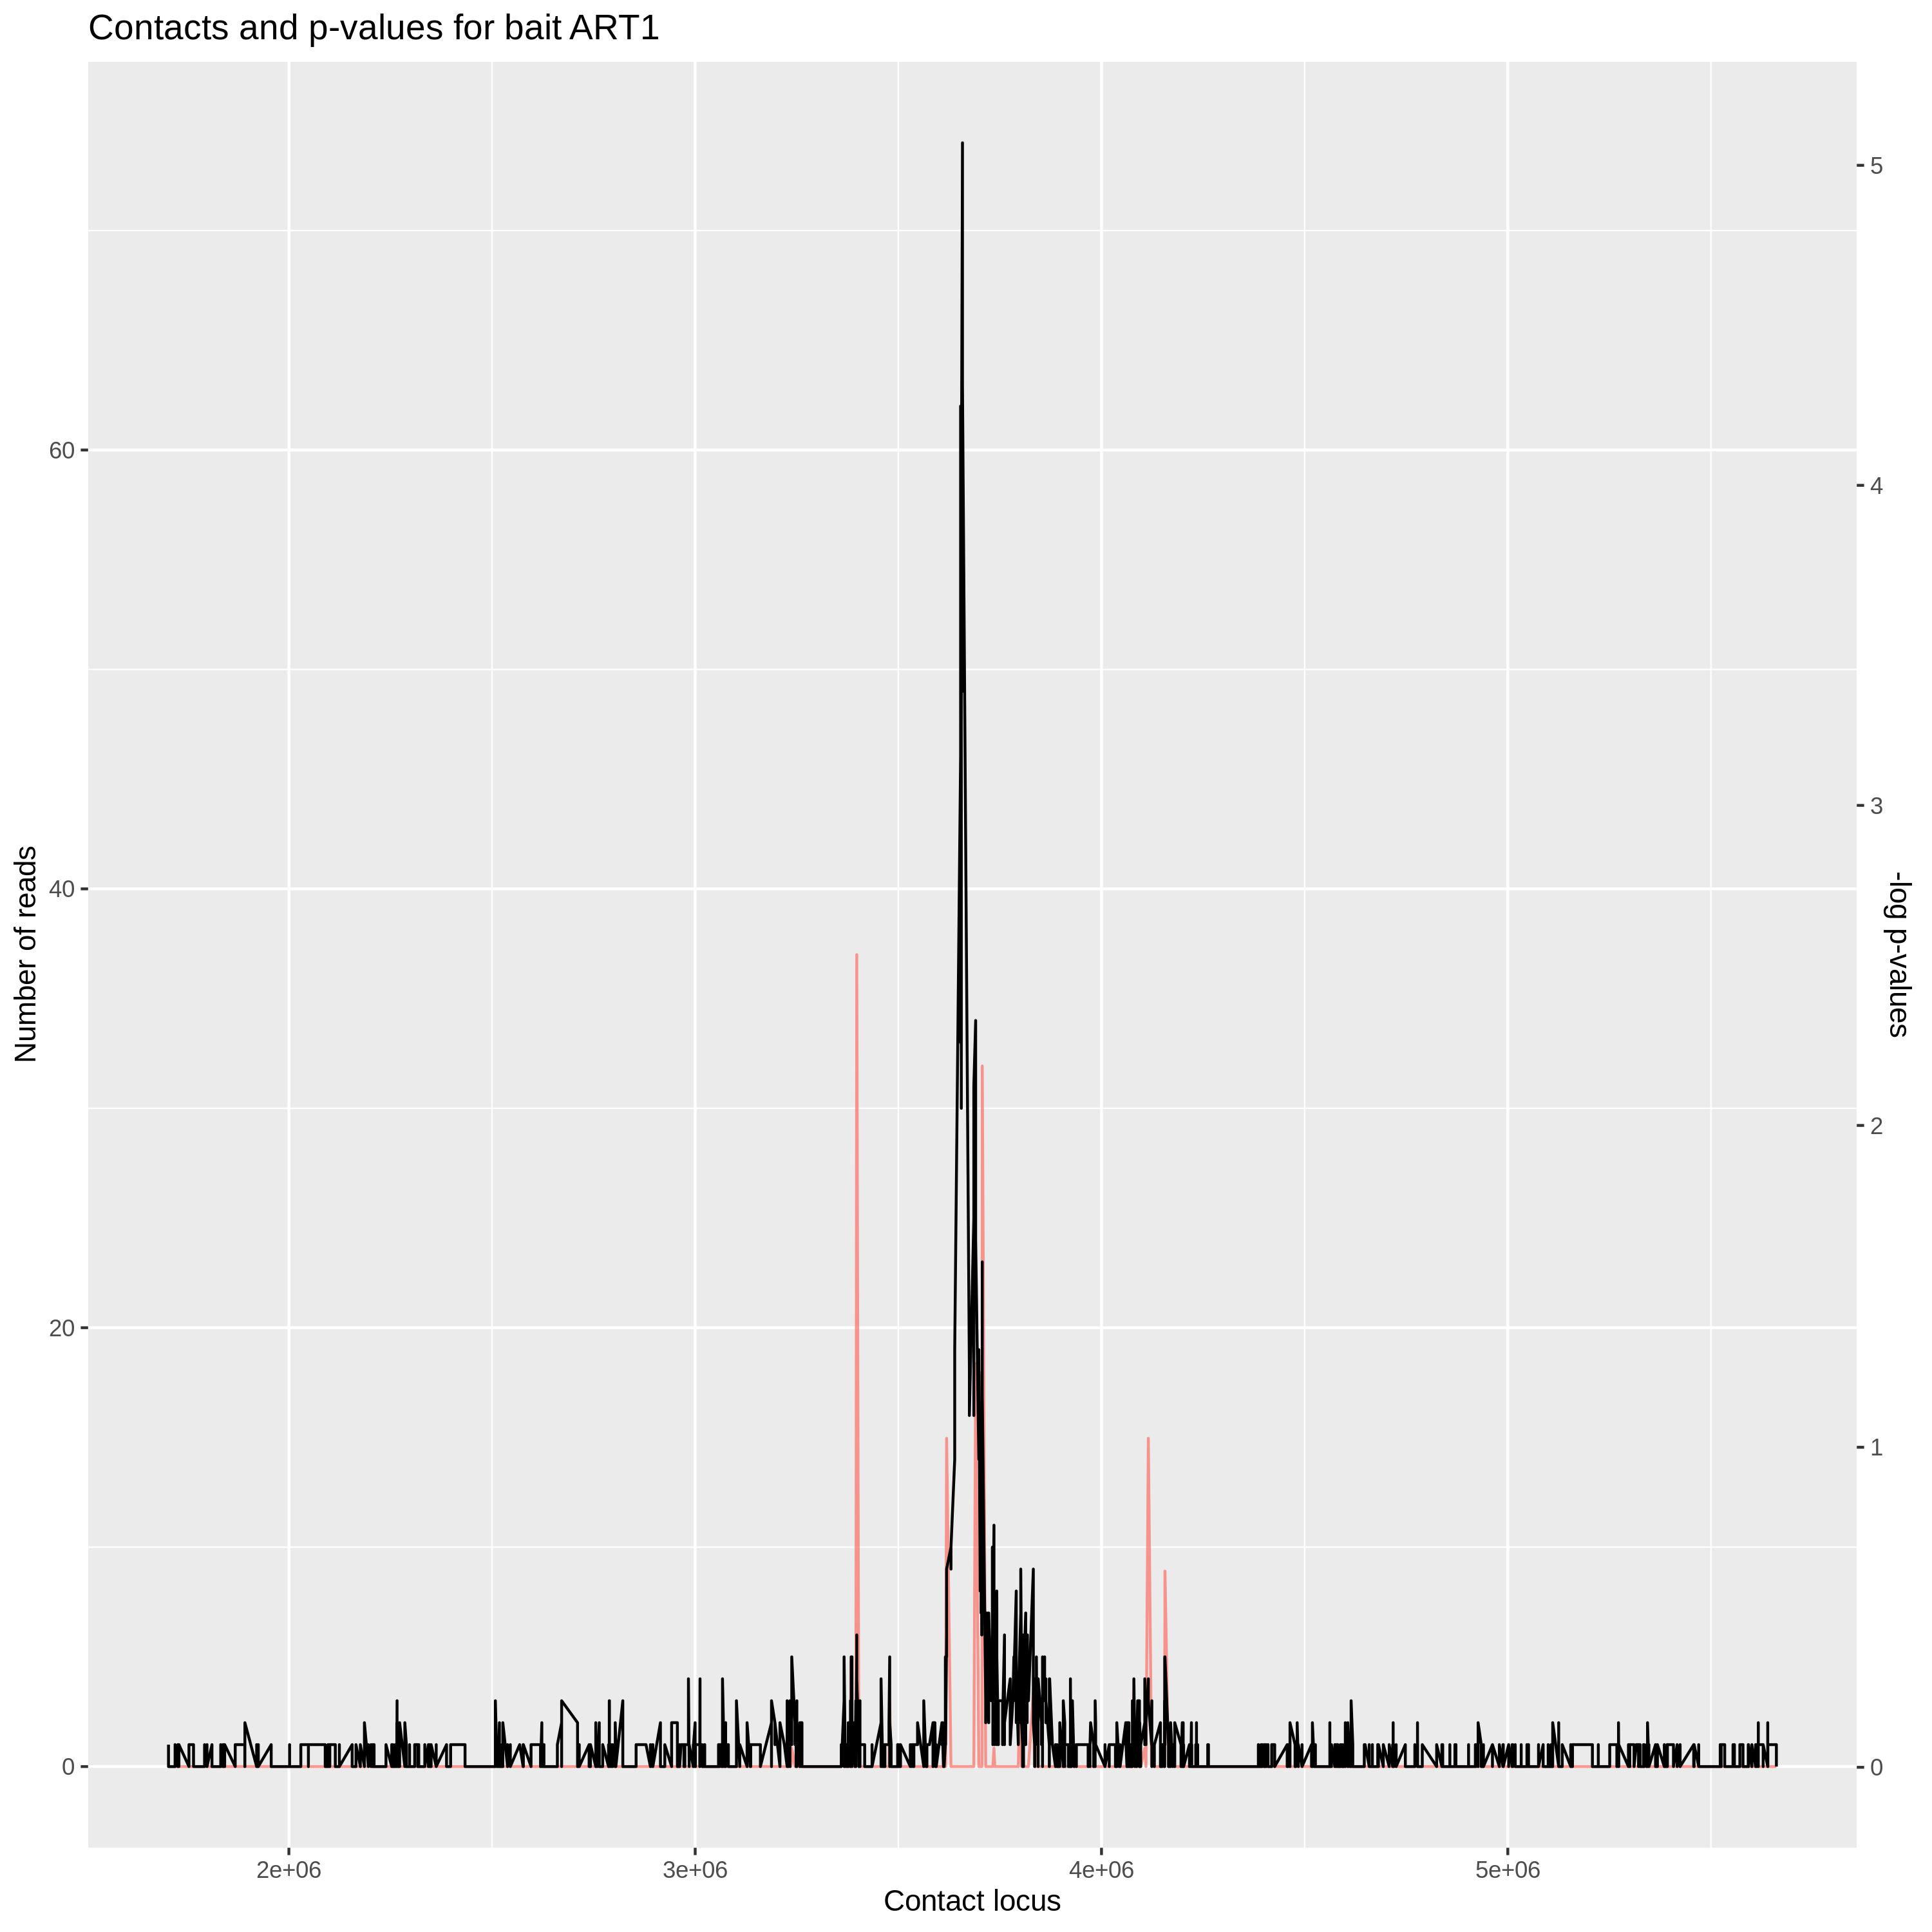 Contacts and p-values for bait ART1
Number of reads
60
40
20
0
5
4
3
2
1
0
-log p-values
2e+06 3e+06 4e+06 5e+06
Contact locus